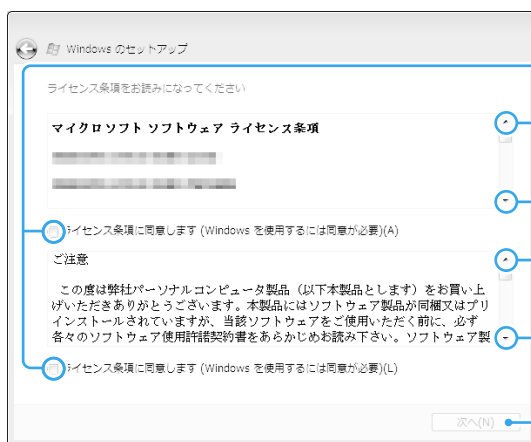 Windows のセットアップ
ライセンス条項をお読みになってください
マイクロソフト ソフトウェア ライセンス条項
ライセンス条項に同意します (Windows を使用するには同意が必要)(A)
ご注意
この度は弊社パーソナルコンピュータ製品（以下本製品とします）をお買い上
げいただきありがとうございます。本製品にはソフトウェア製品が同梱又はプリ
インストールされていますが、当該ソフトウェアをご使用いただく前に、必ず
各々のソフトウェア使用許諾契約書をあらかじめお読み下さい。ソフトウェア製
ライセンス条項に同意します (Windows を使用するには同意が必要)(L)
次へ(N)